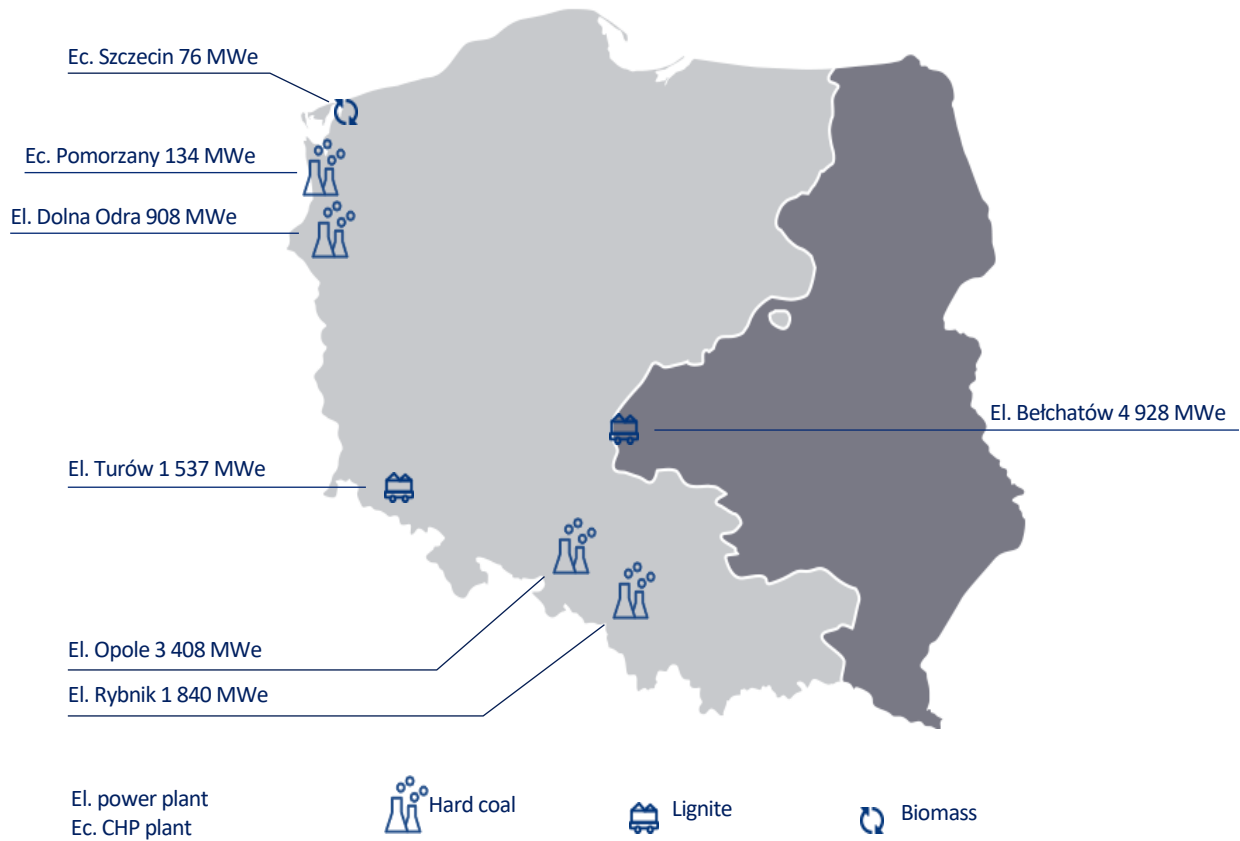 Ec. Szczecin 76 MWe
Ec. Pomorzany 134 MWe
El. Dolna Odra 908 MWe
El. Bełchatów 4 928 MWe
El. Turów 1 537 MWe
El. Opole 3 408 MWe
El. Rybnik 1 840 MWe
El. power plant
Ec. CHP plant
Hard coal
Lignite
Biomass